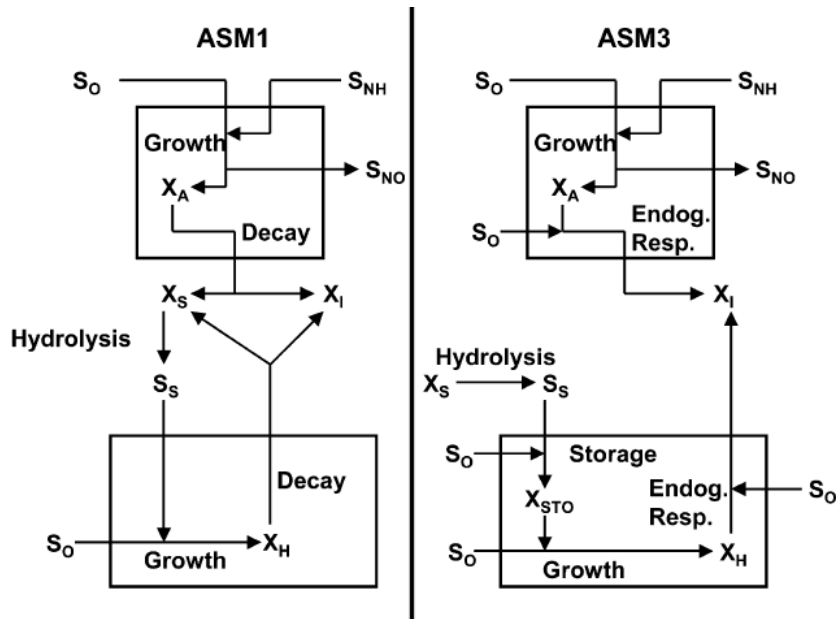 ASM1
S_O
S_NH
Growth
S_NO
X_A
Decay
X_S
X_I
Hydrolysis
S_S
Decay
S_O
X_H
Growth
ASM3
S_O
S_NH
Growth
S_NO
X_A
Endog.
Resp.
S_O
X_I
Hydrolysis
X_S
S_S
S_O
Storage
Endog.
Resp.
S_O
X_STO
S_O
X_H
Growth